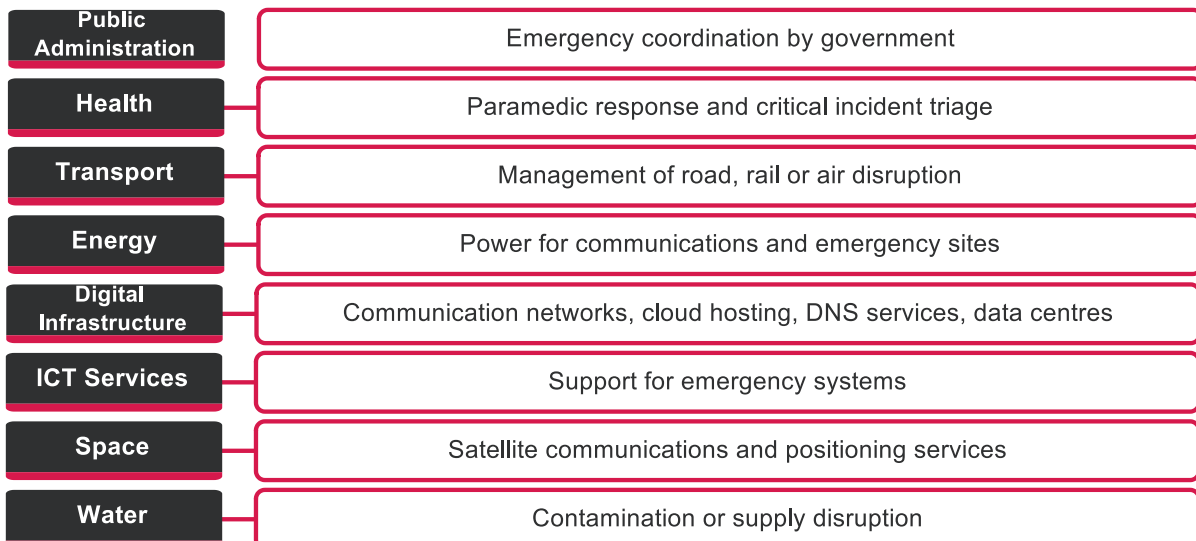 Public
Administration
Emergency coordination by government
Health
Paramedic response and critical incident triage
Transport
Management of road, rail or air disruption
Energy
Power for communications and emergency sites
Digital
Infrastructure
Communication networks, cloud hosting, DNS services, data centres
ICT Services
Support for emergency systems
Space
Satellite communications and positioning services
Water
Contamination or supply disruption